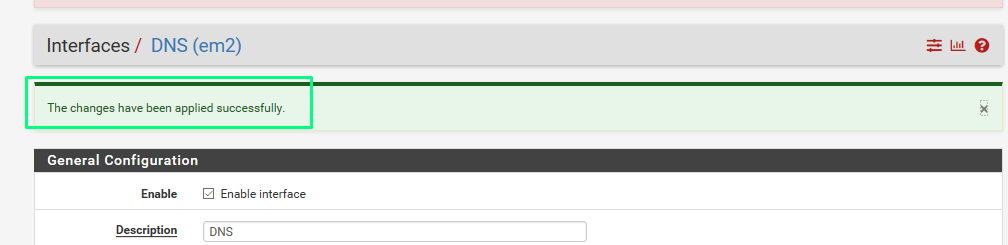 Interfaces / DNS (em2)
The changes have been applied successfully.
General Configuration
Enable Enable interface
Description DNS